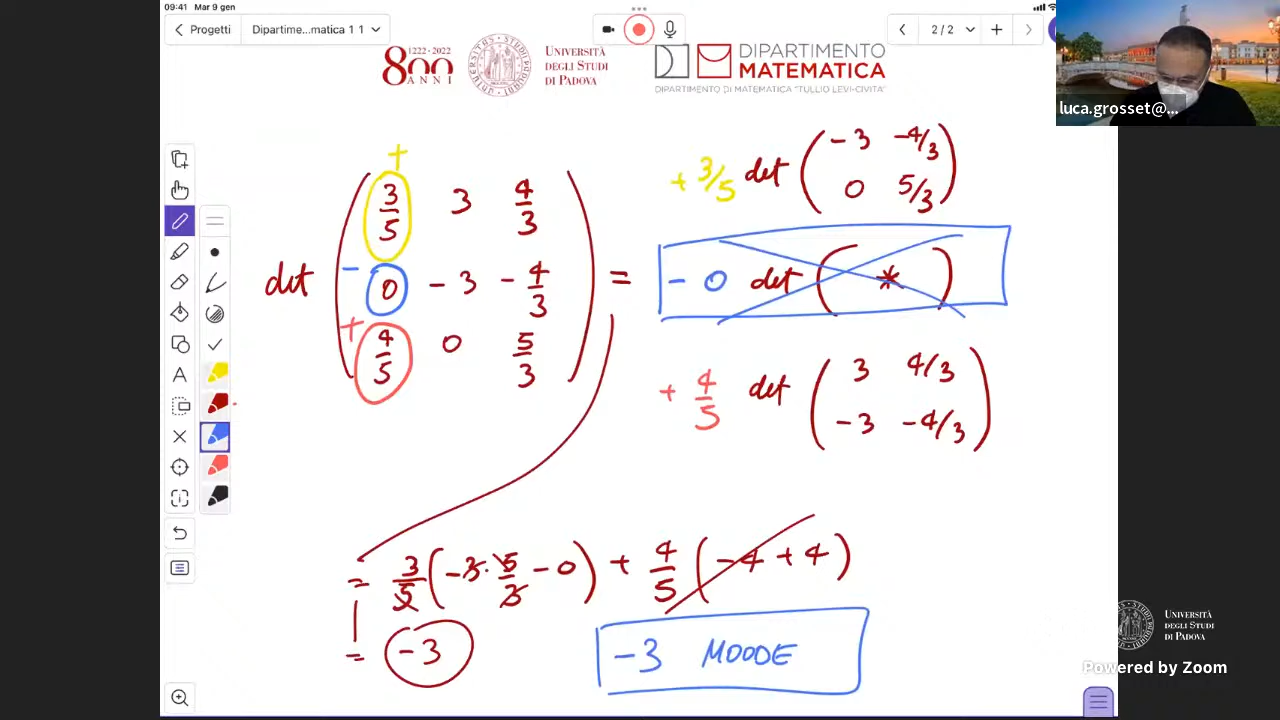 09:41 Mar 9 gen
Progetti
Dipartime...matica 1 1
2/2
800 1222·2022 ANNI
UNIVERSITÀ DEGLI STUDI DI PADOVA
DIPARTIMENTO MATEMATICA
DIPARTIMENTO DI MATEMATICA "TULLIO LEVI-CIVITA"
luca.grosset@...
det ( 3/5 3 4/3
0 -3 -4/3
4/5 0 5/3 ) =
+
-
+
+ 3/5 det ( -3 -4/3
0 5/3 )
- 0 det ( * )
+ 4/5 det ( 3 4/3
-3 -4/3 )
= 3/5 ( -3 · 5/3 - 0 ) + 4/5 ( -4 + 4 )
= -3
-3 MOODE
UNIVERSITÀ DEGLI STUDI DI PADOVA
Powered by Zoom